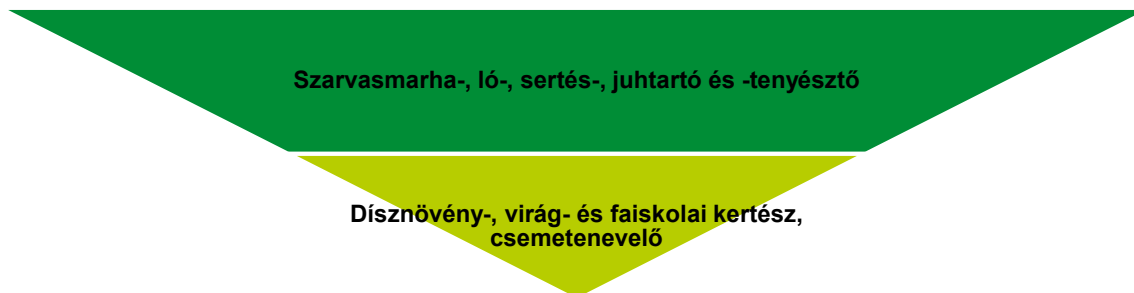 Szarvasmarha-, ló-, sertés-, juhtartó és -tenyésztő
Dísznövény-, virág- és faiskolai kertész,
csemetenevelő